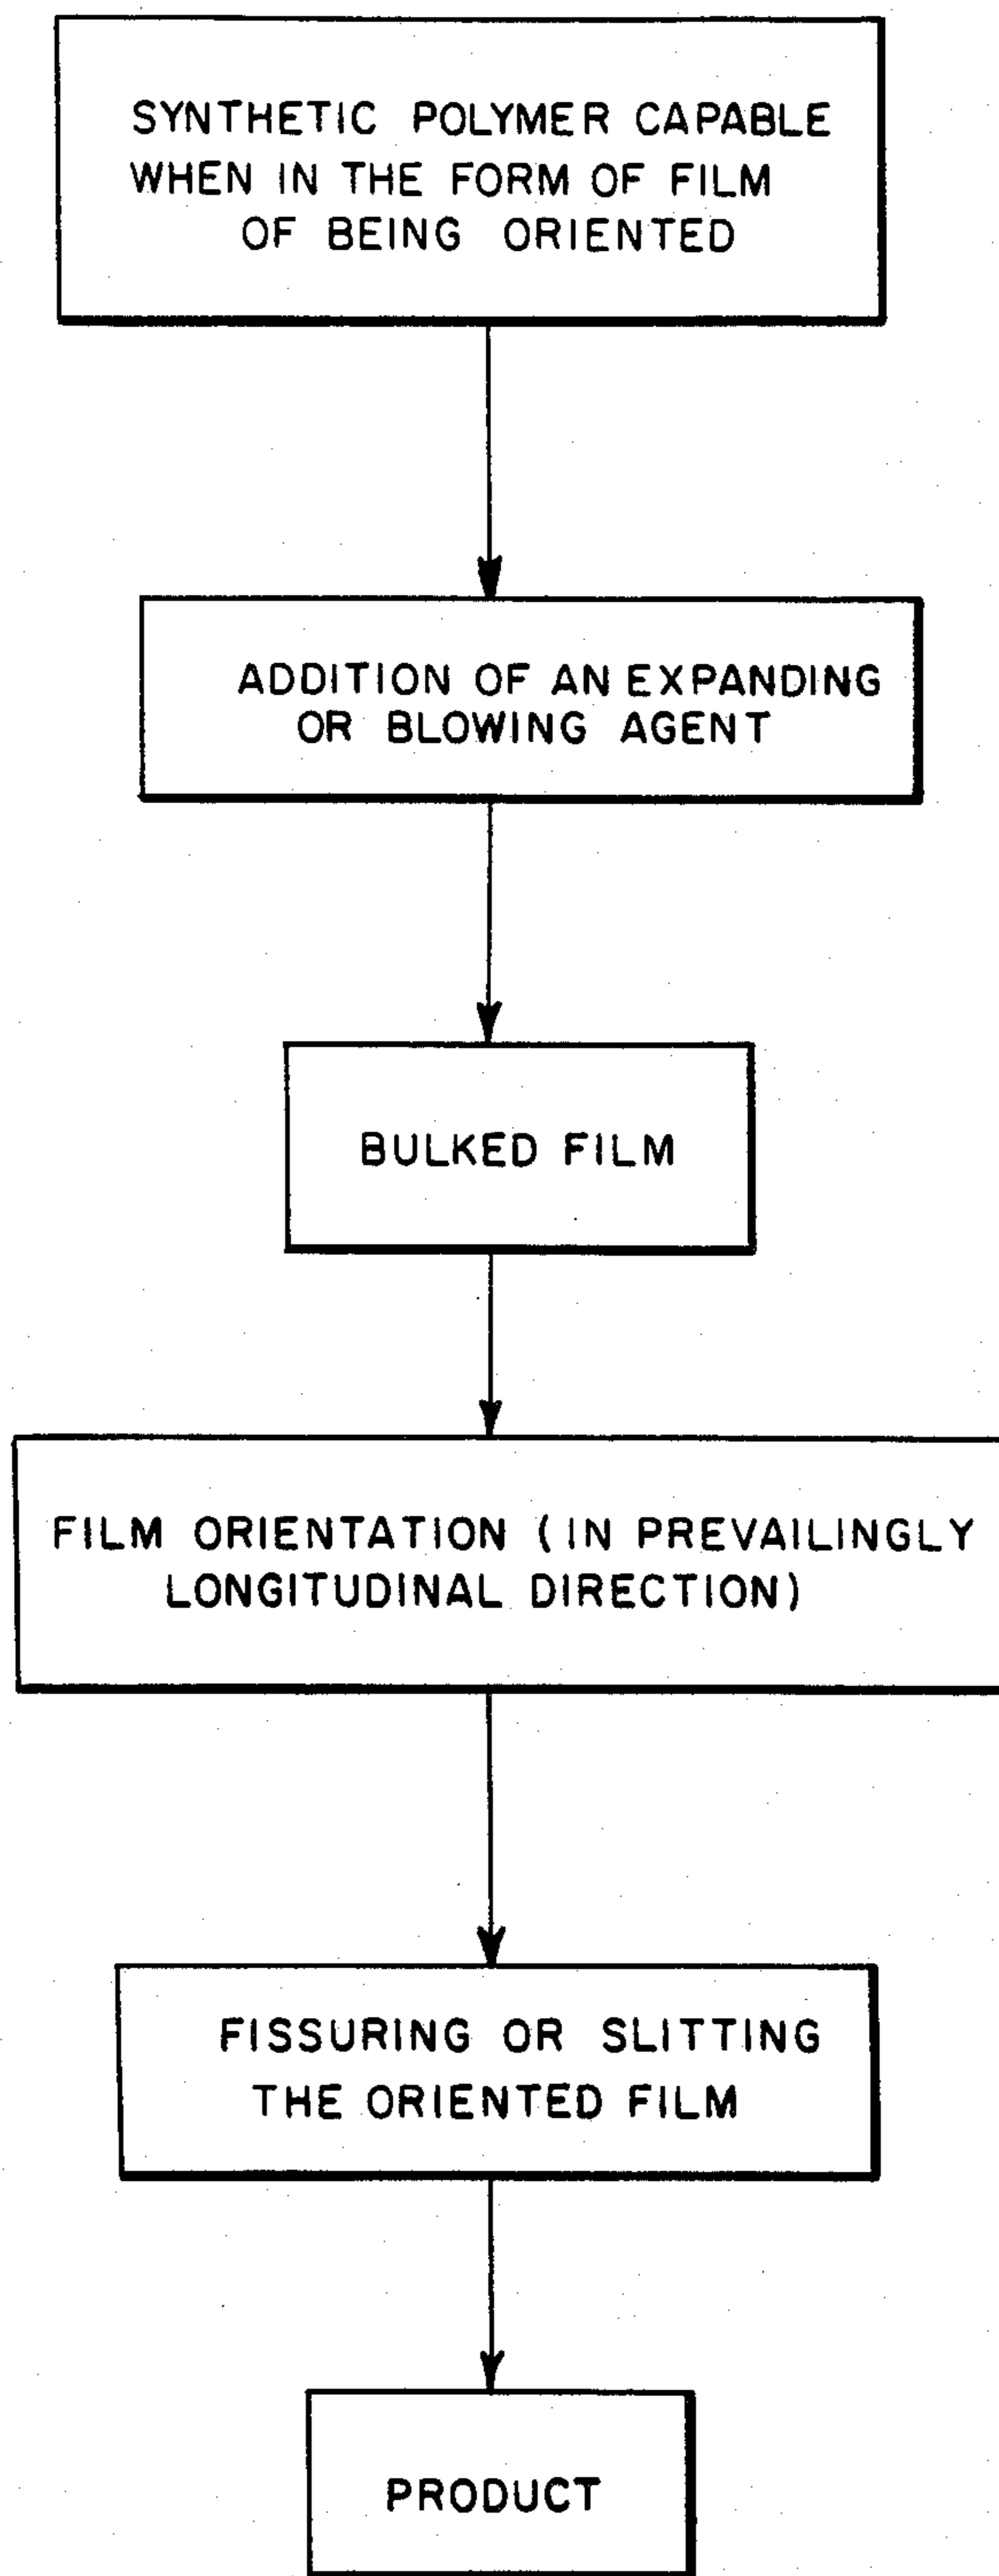 SYNTHETIC POLYMER CAPABLE
WHEN IN THE FORM OF FILM
OF BEING ORIENTED
ADDITION OF AN EXPANDING
OR BLOWING AGENT
BULKED FILM
FILM ORIENTATION (IN PREVAILINGLY
LONGITUDINAL DIRECTION)
FISSURING OR SLITTING
THE ORIENTED FILM
PRODUCT